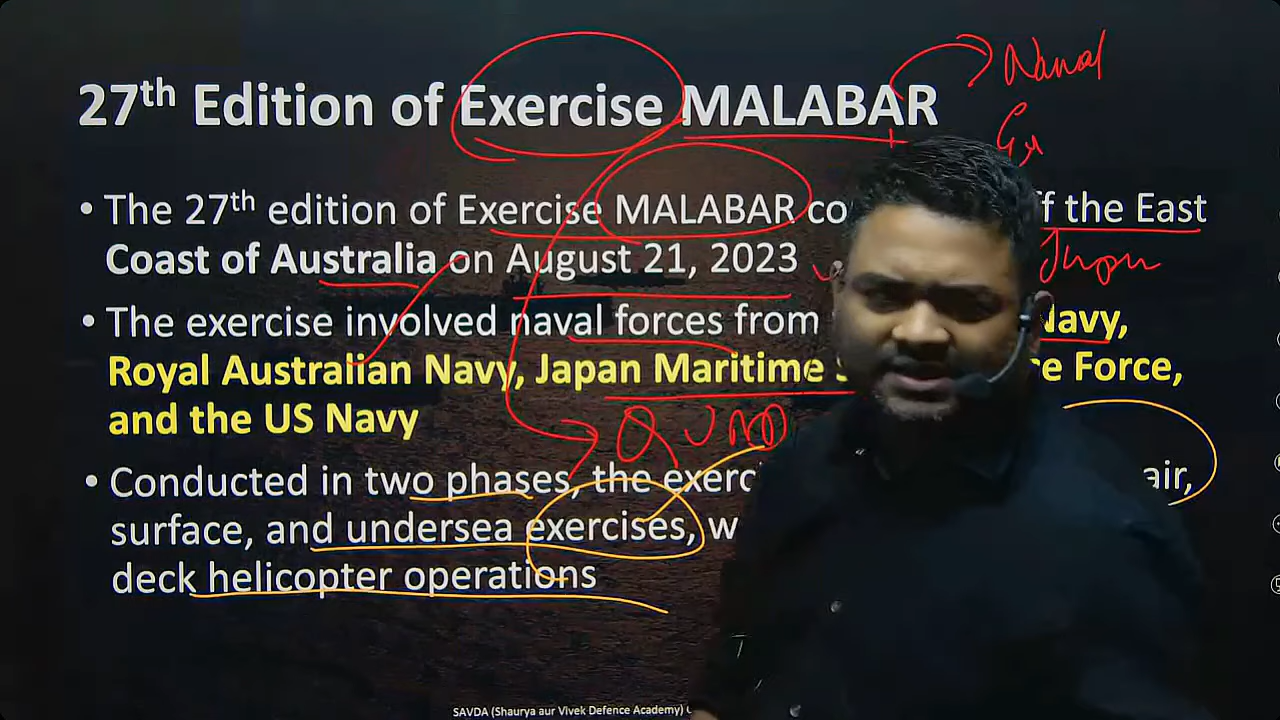 27th Edition of Exercise MALABAR
Naval
Ex
• The 27th edition of Exercise MALABAR co ff the East
Coast of Australia on August 21, 2023
Japan
• The exercise involved naval forces from Navy,
Royal Australian Navy, Japan Maritime S ce Force,
and the US Navy
QUAD
• Conducted in two phases, the exerci air,
surface, and undersea exercises, w
deck helicopter operations
SAVDA (Shaurya aur Vivek Defence Academy)